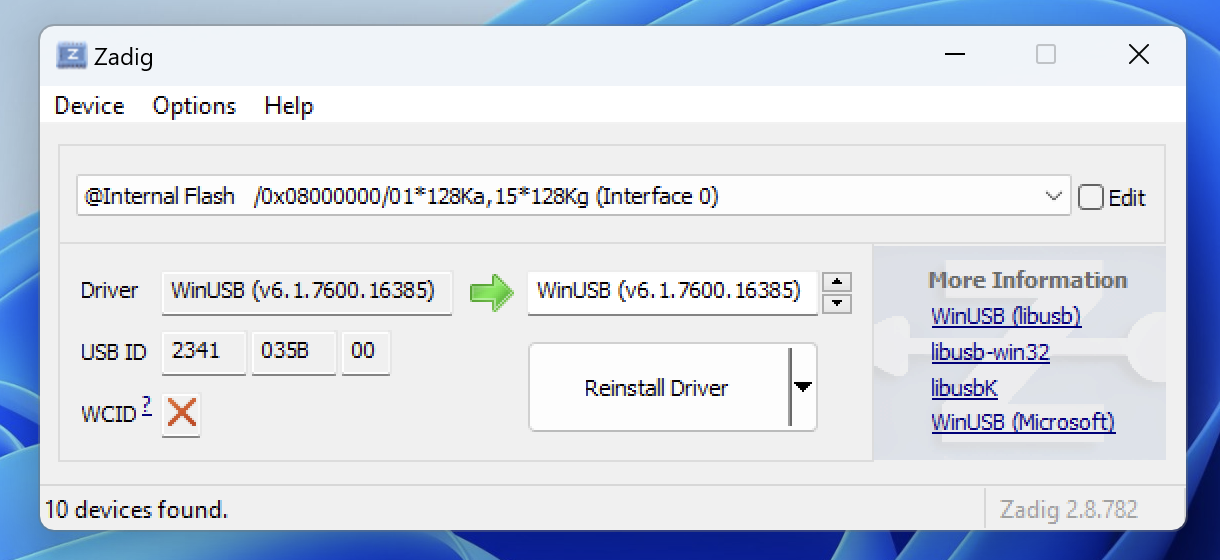 Zadig
Device Options Help
@Internal Flash /0x08000000/01*128Ka,15*128Kg (Interface 0)
Edit
Driver WinUSB (v6.1.7600.16385) WinUSB (v6.1.7600.16385)
USB ID 2341 035B 00
WCID ?
Reinstall Driver
More Information
WinUSB (libusb)
libusb-win32
libusbK
WinUSB (Microsoft)
10 devices found.
Zadig 2.8.782